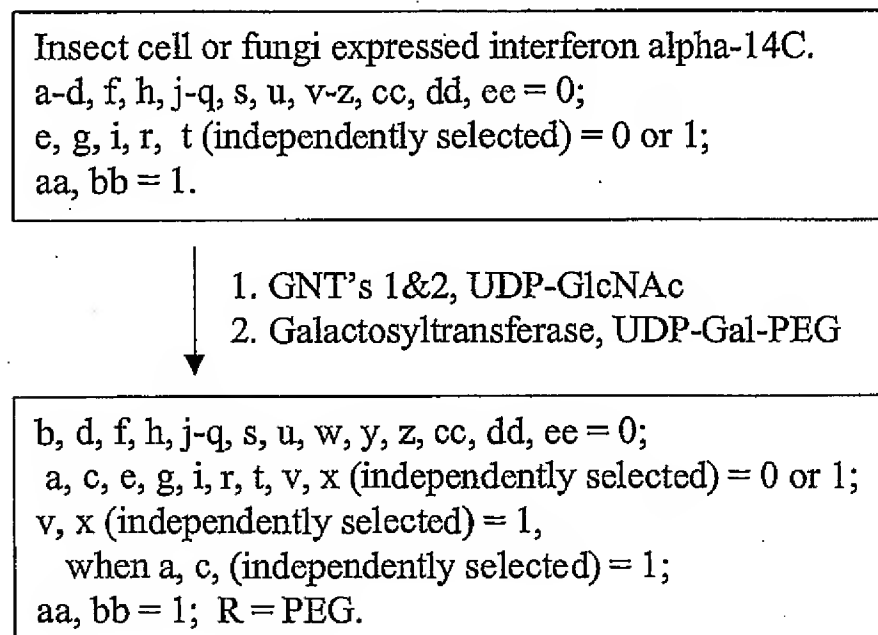 Insect cell or fungi expressed interferon alpha-14C.
a-d, f, h, j-q, s, u, v-z, cc, dd, ee = 0;
e, g, i, r, t (independently selected) = 0 or 1;
aa, bb = 1.
1. GNT's 1&2, UDP-GlcNAc
2. Galactosyltransferase, UDP-Gal-PEG
b, d, f, h, j-q, s, u, w, y, z, cc, dd, ee = 0;
a, c, e, g, i, r, t, v, x (independently selected) = 0 or 1;
v, x (independently selected) = 1,
when a, c, (independently selected) = 1;
aa, bb = 1; R = PEG.